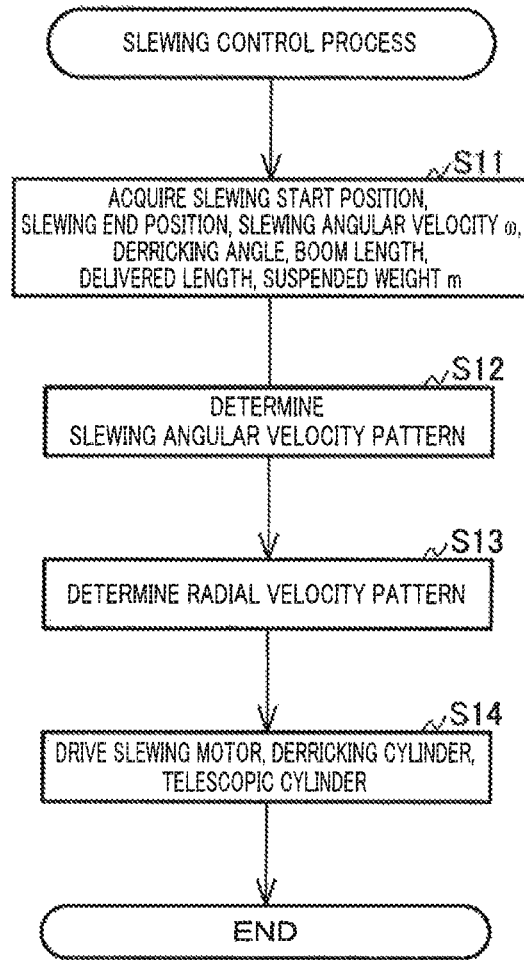 SLEWING CONTROL PROCESS
S11
ACQUIRE SLEWING START POSITION,
SLEWING END POSITION, SLEWING ANGULAR VELOCITY ω,
DERRICKING ANGLE, BOOM LENGTH,
DELIVERED LENGTH, SUSPENDED WEIGHT m
S12
DETERMINE
SLEWING ANGULAR VELOCITY PATTERN
S13
DETERMINE RADIAL VELOCITY PATTERN
S14
DRIVE SLEWING MOTOR, DERRICKING CYLINDER,
TELESCOPIC CYLINDER
END